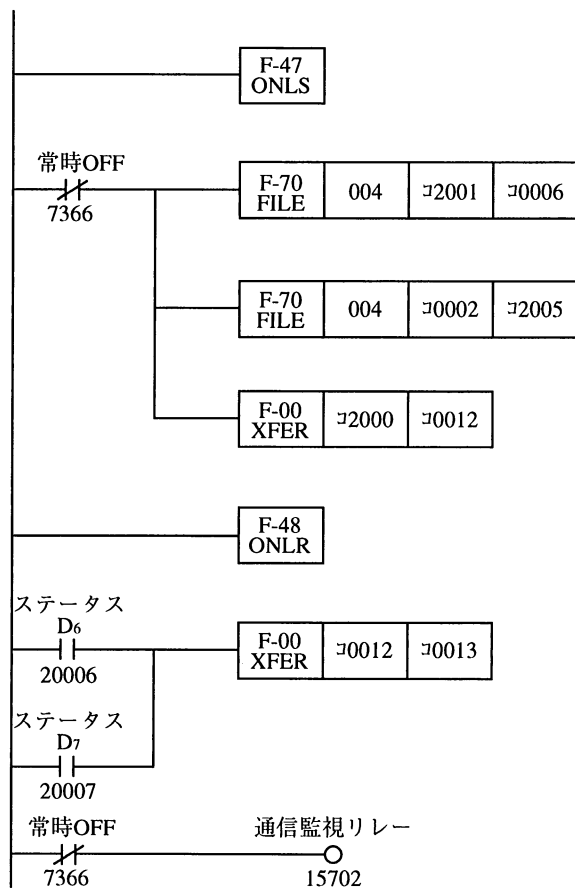 F-47
ONLS
常時OFF
7366
F-70
FILE
004
ｺ2001
ｺ0006
F-70
FILE
004
ｺ0002
ｺ2005
F-00
XFER
ｺ2000
ｺ0012
F-48
ONLR
ステータス
D6
20006
F-00
XFER
ｺ0012
ｺ0013
ステータス
D7
20007
常時OFF
7366
通信監視リレー
15702